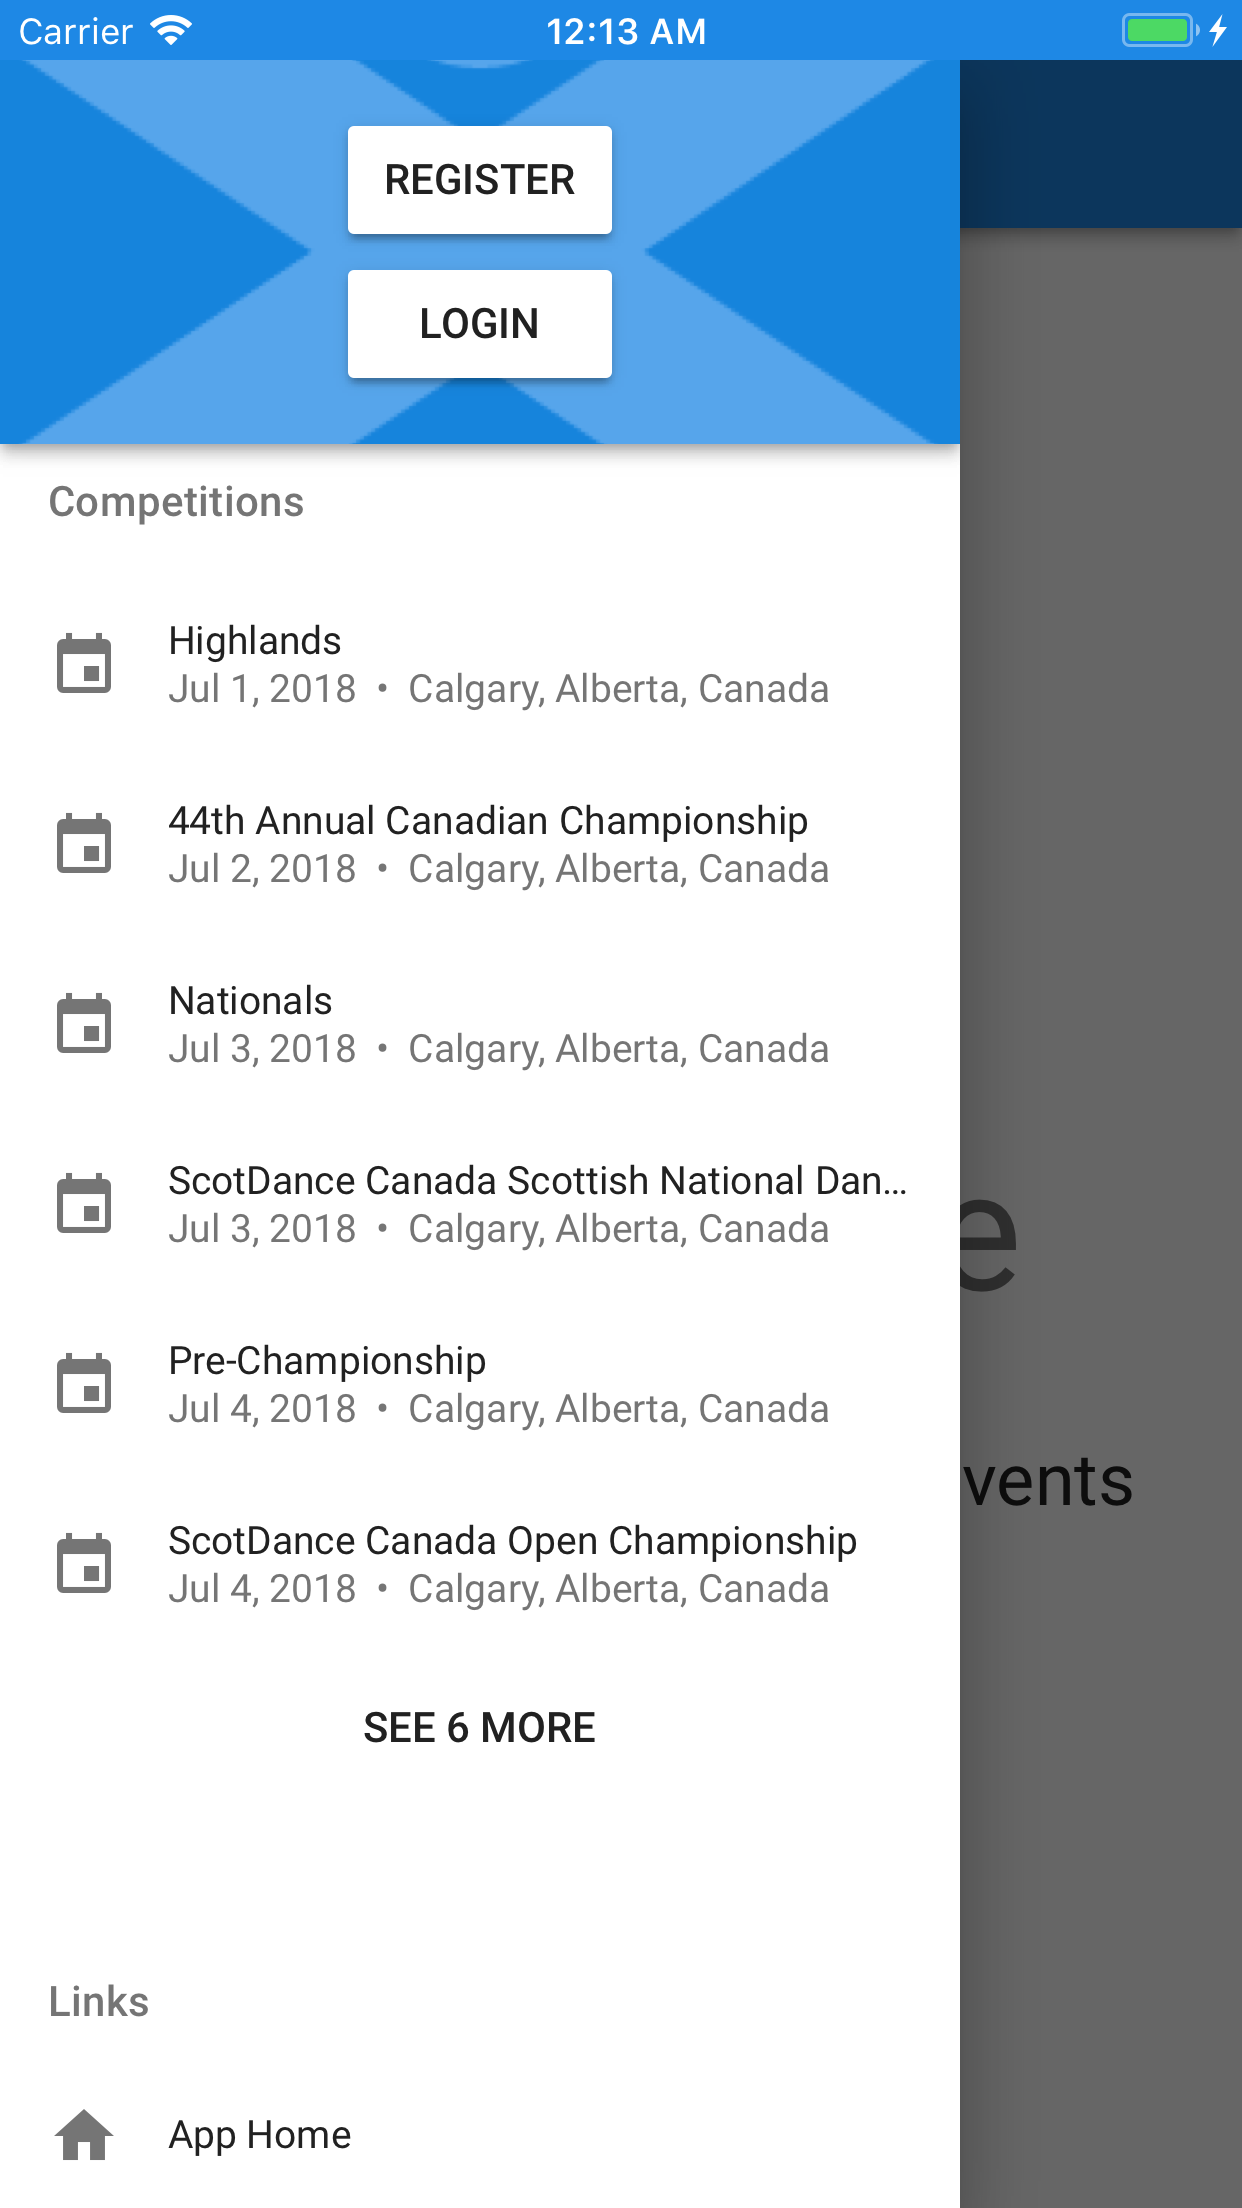 Carrier 12:13 AM
REGISTER
LOGIN
Competitions
Highlands
Jul 1, 2018 • Calgary, Alberta, Canada
44th Annual Canadian Championship
Jul 2, 2018 • Calgary, Alberta, Canada
Nationals
Jul 3, 2018 • Calgary, Alberta, Canada
ScotDance Canada Scottish National Dan...
Jul 3, 2018 • Calgary, Alberta, Canada
e
Pre-Championship
Jul 4, 2018 • Calgary, Alberta, Canada
vents
ScotDance Canada Open Championship
Jul 4, 2018 • Calgary, Alberta, Canada
SEE 6 MORE
Links
App Home